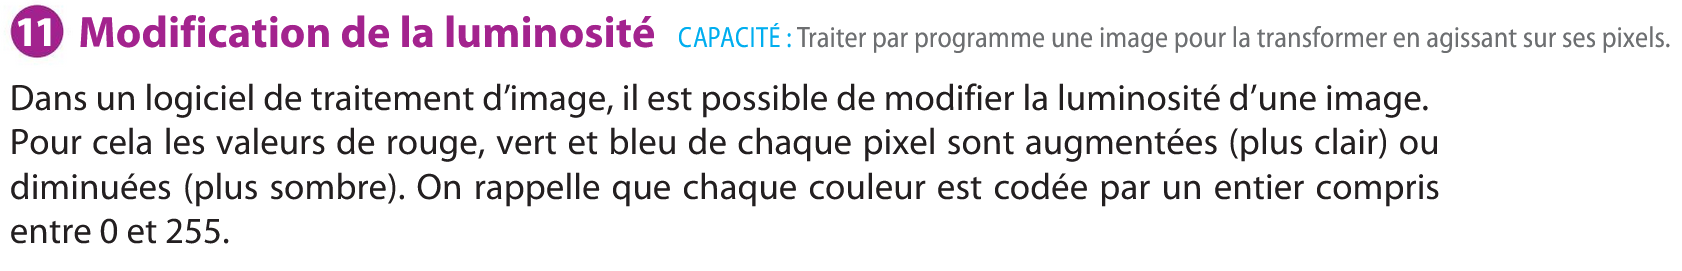 11 Modification de la luminosité CAPACITÉ : Traiter par programme une image pour la transformer en agissant sur ses pixels.
Dans un logiciel de traitement d’image, il est possible de modifier la luminosité d’une image.
Pour cela les valeurs de rouge, vert et bleu de chaque pixel sont augmentées (plus clair) ou
diminuées (plus sombre). On rappelle que chaque couleur est codée par un entier compris
entre 0 et 255.